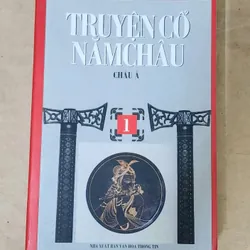 TRUYỆN CỔ
NĂM CHÂU
CHÂU Á
1
NHÀ XUẤT BẢN VĂN HÓA THÔNG TIN